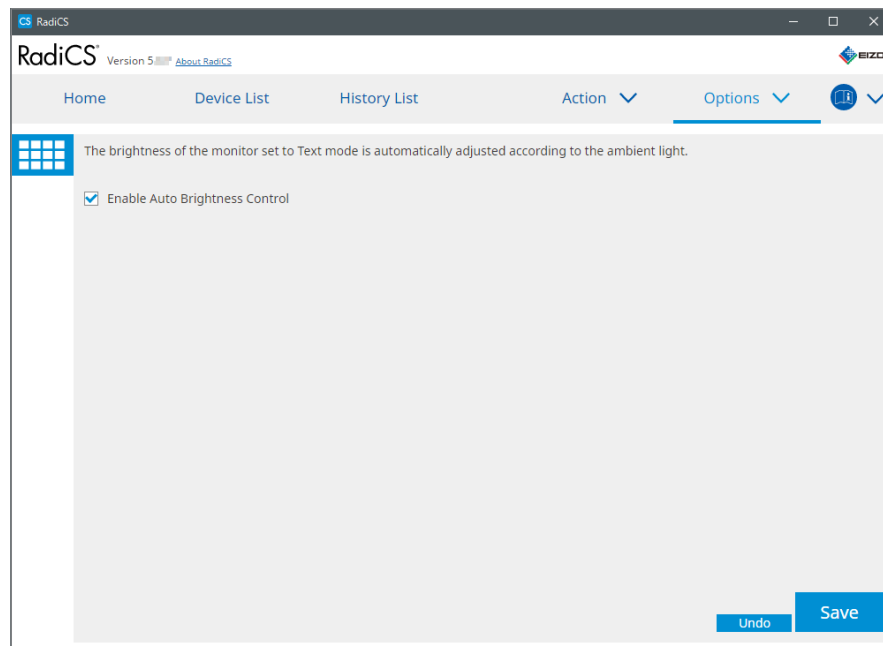 CS RadiCS
RadiCS® Version 5. About RadiCS
EIZO
Home Device List History List Action Options
The brightness of the monitor set to Text mode is automatically adjusted according to the ambient light.
Enable Auto Brightness Control
Undo Save